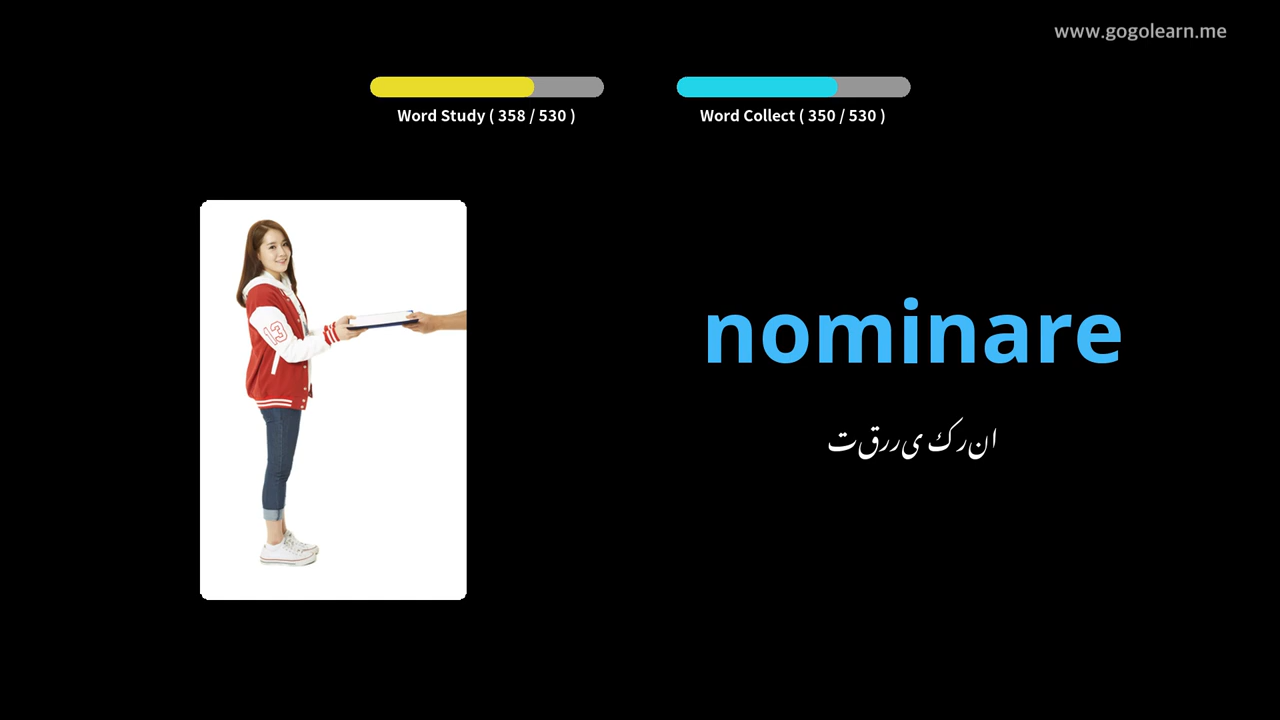 www.gogolearn.me
Word Study ( 358 / 530 )
Word Collect ( 350 / 530 )
nominare
تقرری کرنا